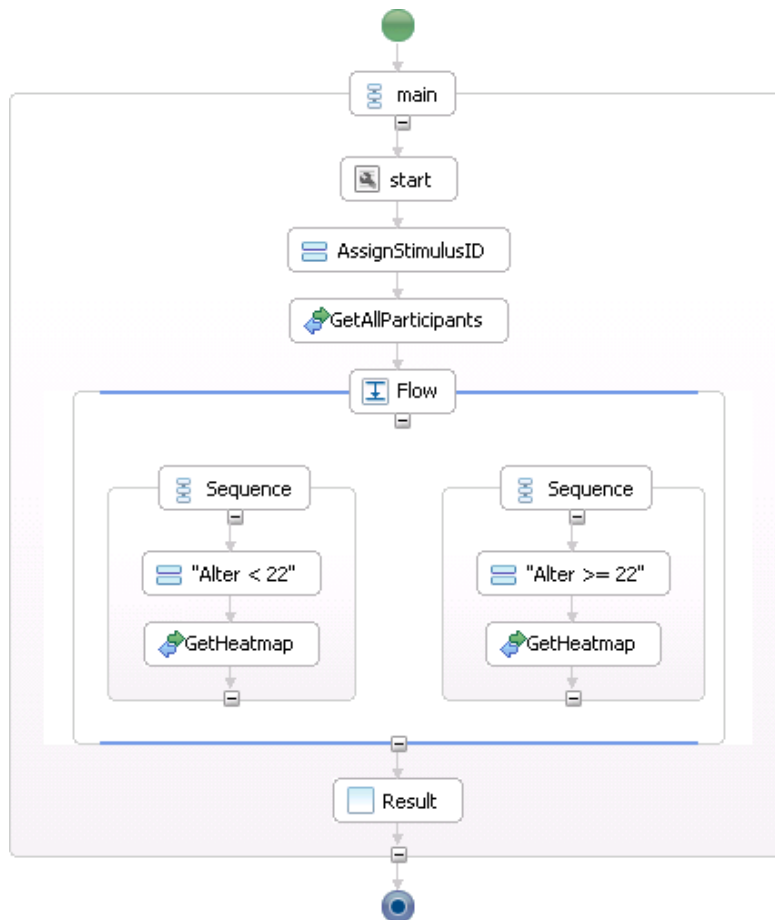 main
start
AssignStimulusID
GetAllParticipants
Flow
Sequence
Sequence
"Alter < 22"
"Alter >= 22"
GetHeatmap
GetHeatmap
Result